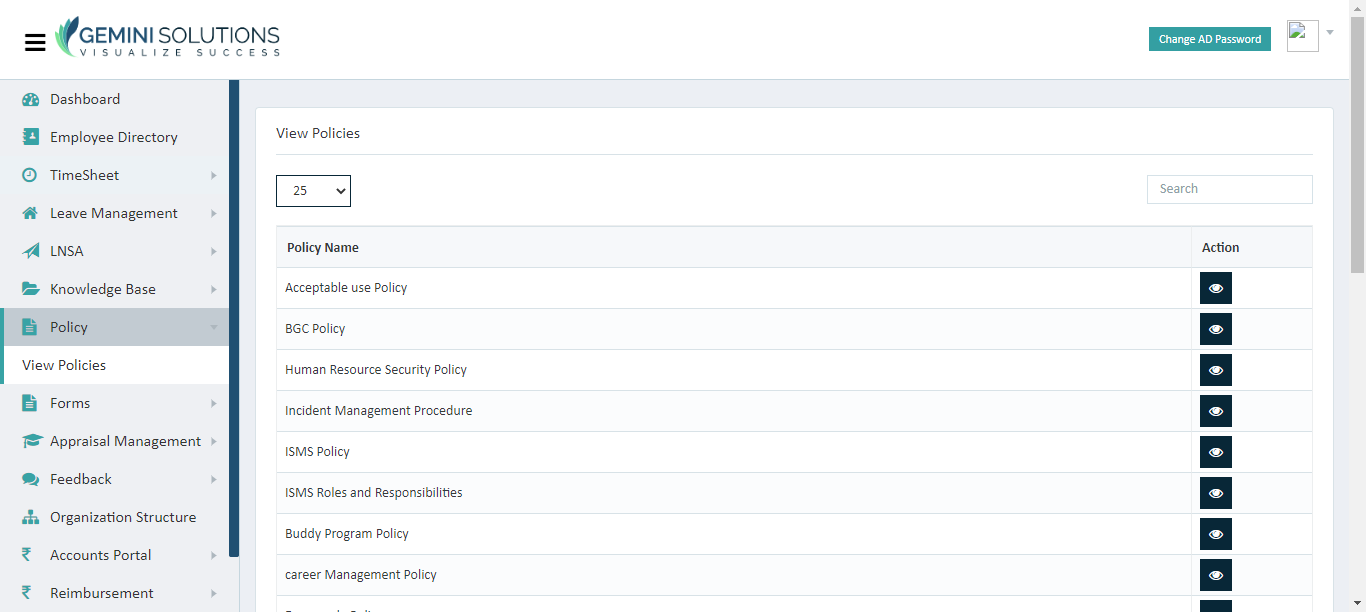 GEMINI SOLUTIONS
VISUALIZE SUCCESS
Change AD Password
Dashboard
Employee Directory
TimeSheet
Leave Management
LNSA
Knowledge Base
Policy
View Policies
Forms
Appraisal Management
Feedback
Organization Structure
Accounts Portal
Reimbursement
View Policies
25
Search
Policy Name Action
Acceptable use Policy
BGC Policy
Human Resource Security Policy
Incident Management Procedure
ISMS Policy
ISMS Roles and Responsibilities
Buddy Program Policy
career Management Policy